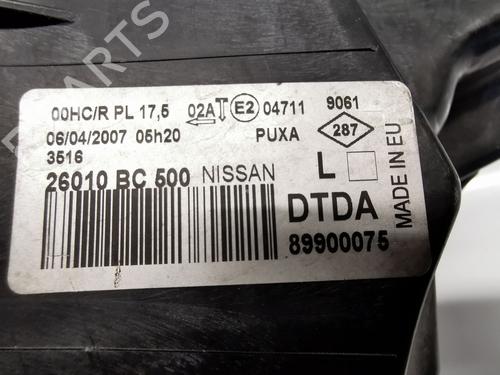 00HC/R PL 17,5 02A E2 04711 9061
06/04/2007 05h20 PUXA 287
3516 L
26010 BC 500 NISSAN
DTDA
89900075
MADE IN EU
B-PARTS